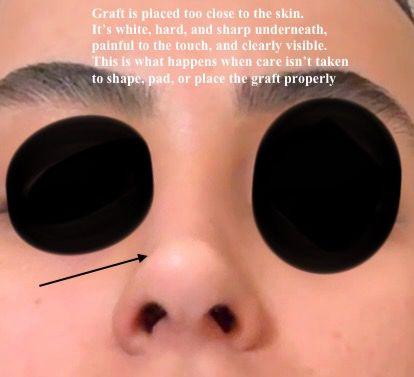 Graft is placed too close to the skin.
It's white, hard, and sharp underneath,
painful to the touch, and clearly visible.
This is what happens when care isn't taken
to shape, pad, or place the graft properly